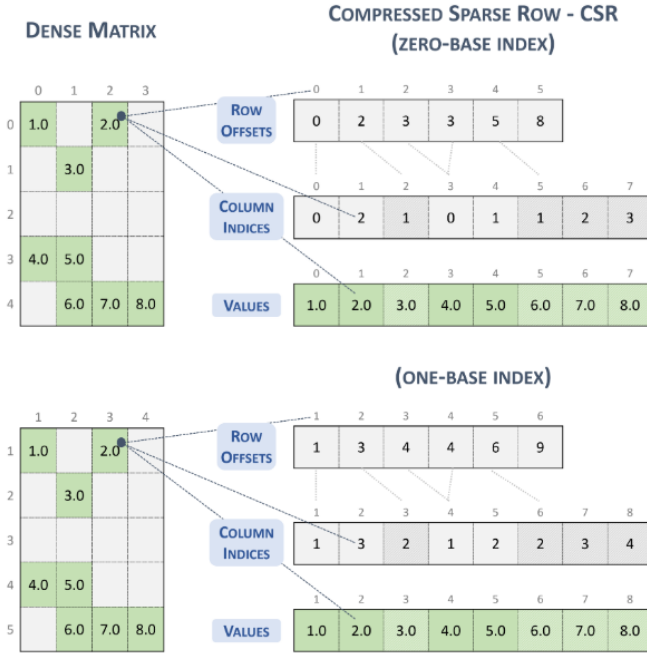 DENSE MATRIX
COMPRESSED SPARSE ROW - CSR
(ZERO-BASE INDEX)
0 1 2 3
0 1.0 2.0
1 3.0
2
3 4.0 5.0
4 6.0 7.0 8.0
ROW
OFFSETS
0 1 2 3 4 5
0 2 3 3 5 8
COLUMN
INDICES
0 1 2 3 4 5 6 7
0 2 1 0 1 1 2 3
0 1 2 3 4 5 6 7
VALUES
1.0 2.0 3.0 4.0 5.0 6.0 7.0 8.0
(ONE-BASE INDEX)
1 2 3 4
1 1.0 2.0
2 3.0
3
4 4.0 5.0
5 6.0 7.0 8.0
ROW
OFFSETS
1 2 3 4 5 6
1 3 4 4 6 9
COLUMN
INDICES
1 2 3 4 5 6 7 8
1 3 2 1 2 2 3 4
1 2 3 4 5 6 7 8
VALUES
1.0 2.0 3.0 4.0 5.0 6.0 7.0 8.0